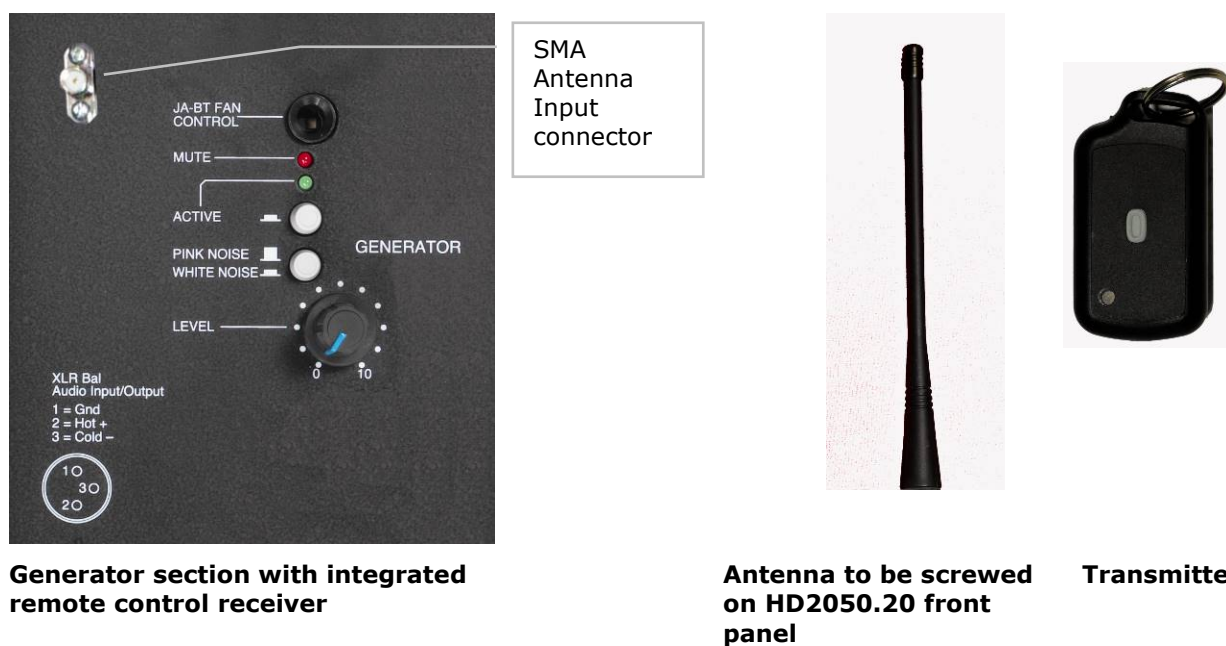 SMA
Antenna
Input
connector
JA-BT FAN
CONTROL
MUTE
ACTIVE
PINK NOISE
WHITE NOISE
GENERATOR
LEVEL
0 10
XLR Bal
Audio Input/Output
1 = Gnd
2 = Hot +
3 = Cold –
1
3
2
Generator section with integrated
remote control receiver
Antenna to be screwed
on HD2050.20 front
panel
Transmitte